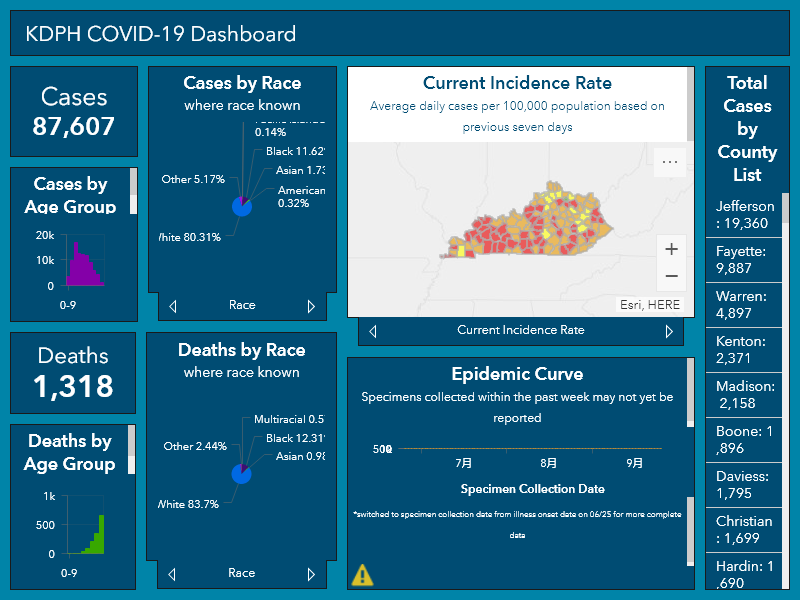 KDPH COVID-19 Dashboard
Cases
87,607
Cases by
Age Group
20k
10k
0
0-9
Deaths
1,318
Deaths by
Age Group
1k
500
0
0-9
Cases by Race
where race known
0.14%
Black 11.62
Asian 1.73
American
0.32%
Other 5.17%
White 80.31%
Race
Deaths by Race
where race known
Multiracial 0.5
Black 12.31
Asian 0.98
Other 2.44%
White 83.7%
Race
Current Incidence Rate
Average daily cases per 100,000 population based on
previous seven days
...
+
−
Esri, HERE
Current Incidence Rate
Epidemic Curve
Specimens collected within the past week may not yet be
reported
500
7月
8月
9月
Specimen Collection Date
*switched to specimen collection date from illness onset date on 06/25 for more complete
data
Total
Cases
by
County
List
Jefferson
: 19,360
Fayette:
9,887
Warren:
4,897
Kenton:
2,371
Madison:
2,158
Boone: 1
,896
Daviess:
1,795
Christian
: 1,699
Hardin: 1
,690